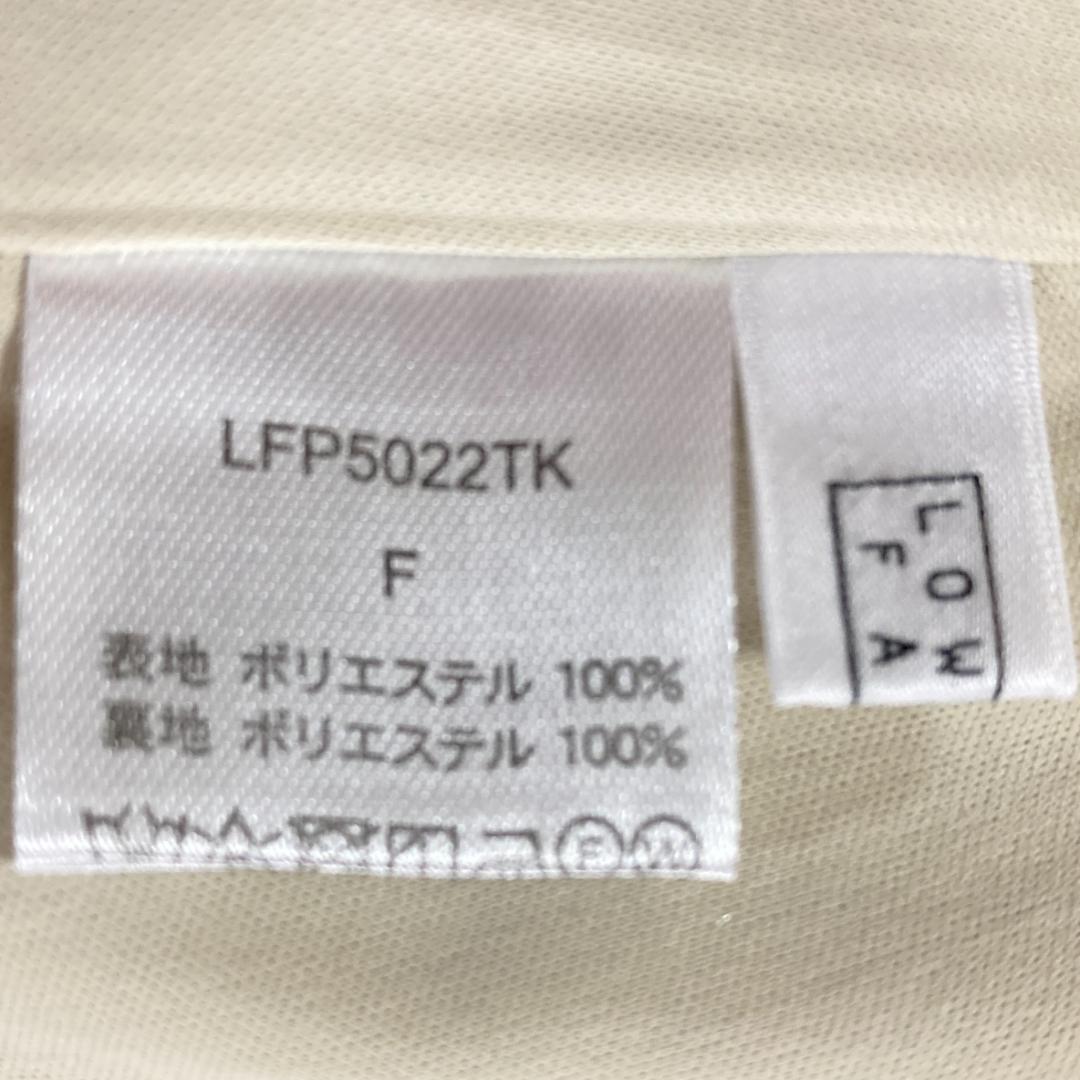 LFP5022TK
F
表地 ポリエステル 100%
裏地 ポリエステル 100%
LOW
FA